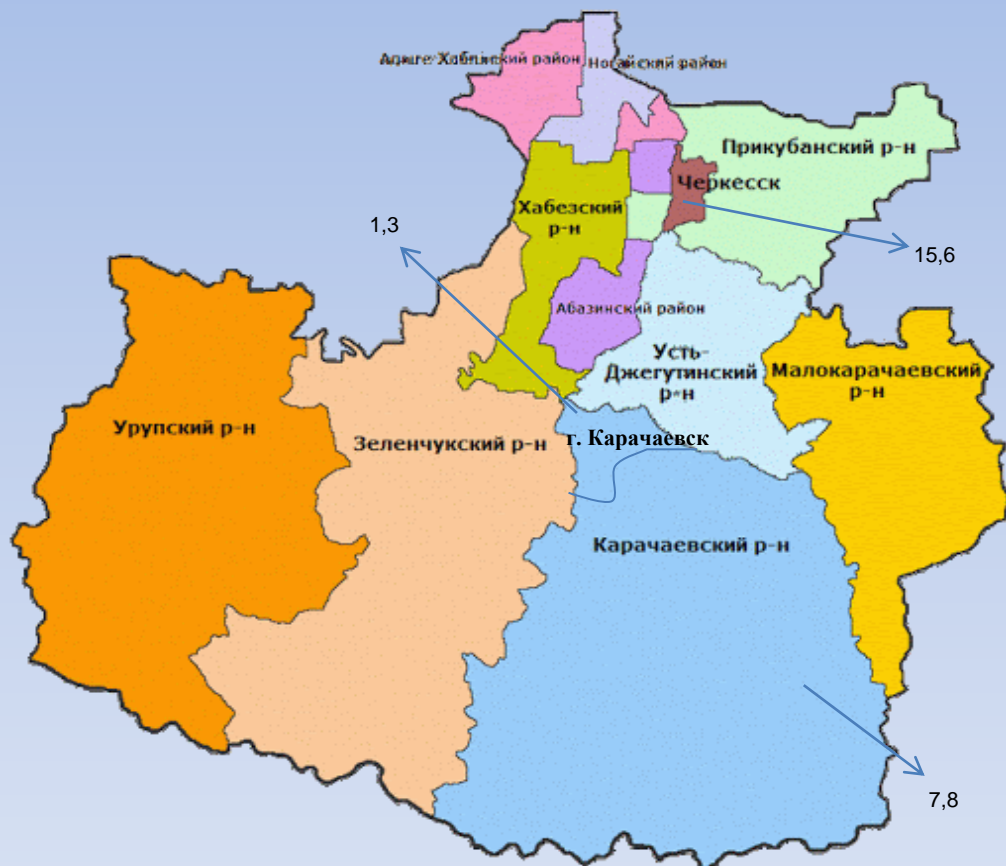 Адыге-Хабльский район
Ногайский район
Прикубанский р-н
Черкесск
Хабезский
р-н
1,3
15,6
Абазинский район
Усть-
Джегутинский
р-н
Малокарачаевский
р-н
Урупский р-н
Зеленчукский р-н
г. Карачаевск
Карачаевский р-н
7,8